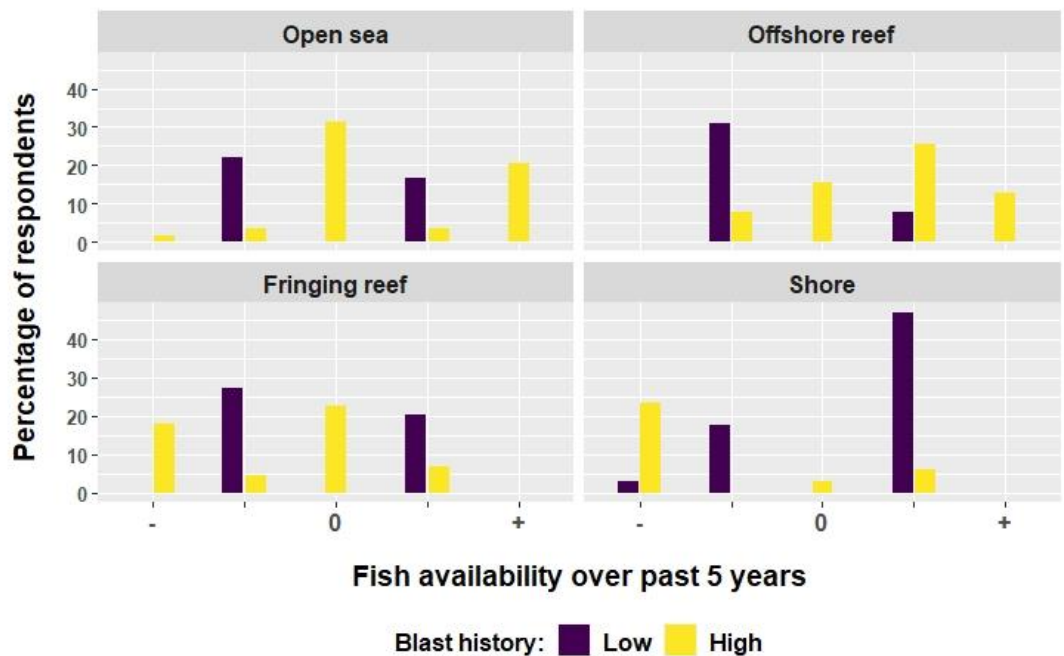 Open sea
Offshore reef
40
30
20
10
0
Fringing reef
Shore
40
30
20
10
0
- 0 +
- 0 +
Percentage of respondents
Fish availability over past 5 years
Blast history: Low High